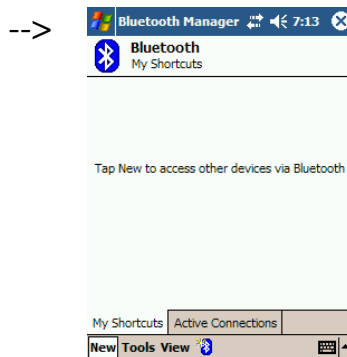 -->
Bluetooth Manager 7:13
Bluetooth
My Shortcuts
Tap New to access other devices via Bluetooth
My Shortcuts Active Connections
New Tools View